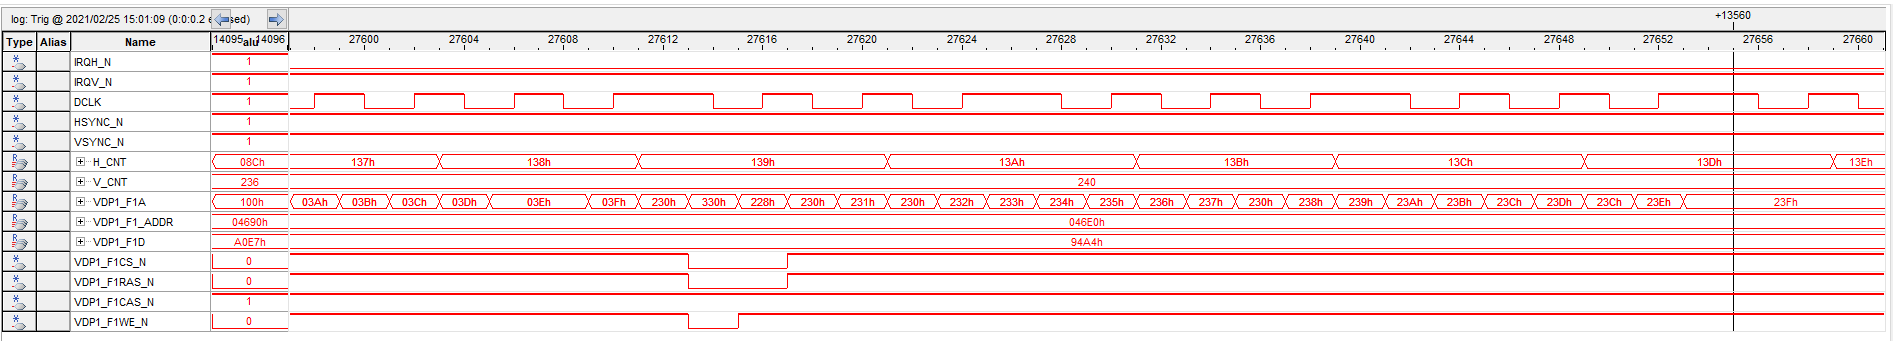 log: Trig @ 2021/02/25 15:01:09 (0:0:0.2 e sed)
+13560
Type Alias Name 14095 alu 14096 27600 27604 27608 27612 27616 27620 27624 27628 27632 27636 27640 27644 27648 27652 27656 27660
IRQH_N 1
IRQV_N 1
DCLK 1
HSYNC_N 1
VSYNC_N 1
H_CNT 08Ch 137h 138h 139h 13Ah 13Bh 13Ch 13Dh 13Eh
V_CNT 236 240
VDP1_F1A 100h 03Ah 03Bh 03Ch 03Dh 03Eh 03Fh 230h 330h 228h 230h 231h 230h 232h 233h 234h 235h 236h 237h 230h 238h 239h 23Ah 23Bh 23Ch 23Dh 23Ch 23Eh 23Fh
VDP1_F1_ADDR 04690h 046E0h
VDP1_F1D A0E7h 94A4h
VDP1_F1CS_N 0
VDP1_F1RAS_N 0
VDP1_F1CAS_N 1
VDP1_F1WE_N 0